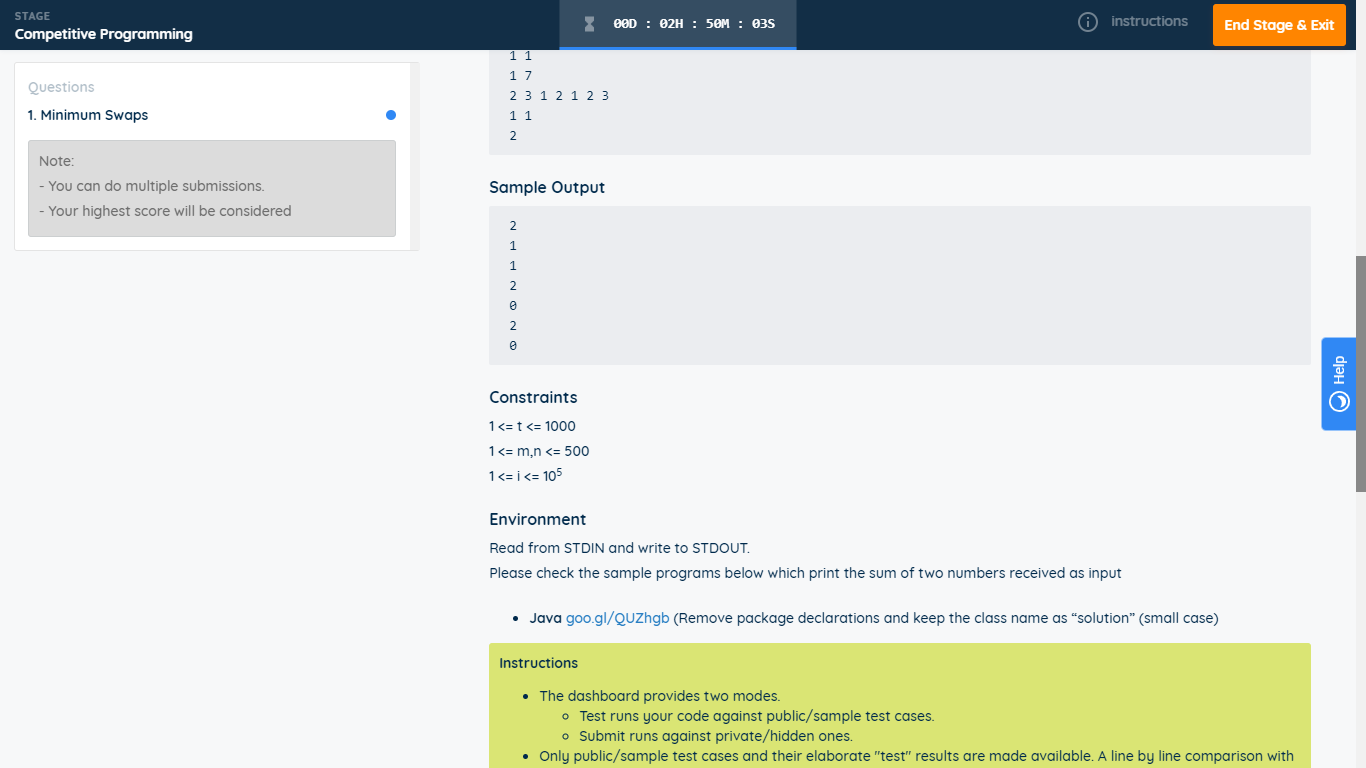 STAGE
Competitive Programming
00D : 02H : 50M : 03S
instructions
End Stage & Exit
Questions
1. Minimum Swaps
Note:
- You can do multiple submissions.
- Your highest score will be considered
1 1
1 7
2 3 1 2 1 2 3
1 1
2
Sample Output
2
1
1
2
0
2
0
Constraints
1 <= t <= 1000
1 <= m,n <= 500
1 <= i <= 10⁵
Environment
Read from STDIN and write to STDOUT.
Please check the sample programs below which print the sum of two numbers received as input
• Java goo.gl/QUZhgb (Remove package declarations and keep the class name as “solution” (small case)
Instructions
• The dashboard provides two modes.
◦ Test runs your code against public/sample test cases.
◦ Submit runs against private/hidden ones.
• Only public/sample test cases and their elaborate "test" results are made available. A line by line comparison with
Help